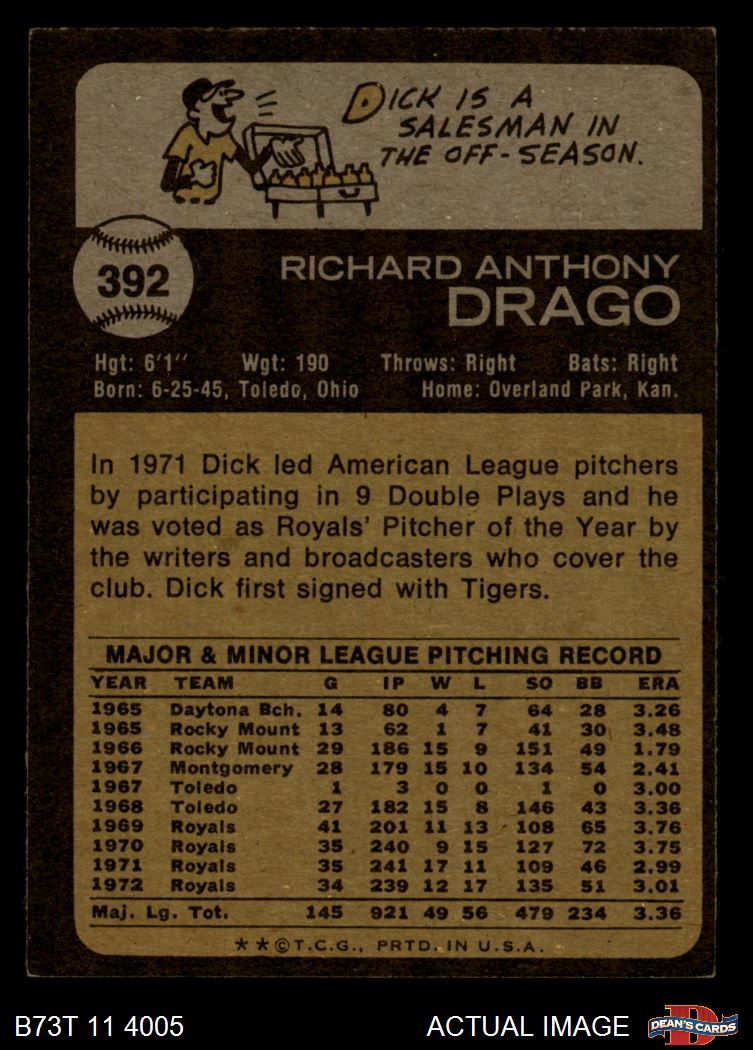 DICK IS A
SALESMAN IN
THE OFF-SEASON.
392
RICHARD ANTHONY
DRAGO
Hgt: 6'1" Wgt: 190 Throws: Right Bats: Right
Born: 6-25-45, Toledo, Ohio Home: Overland Park, Kan.
In 1971 Dick led American League pitchers
by participating in 9 Double Plays and he
was voted as Royals' Pitcher of the Year by
the writers and broadcasters who cover the
club. Dick first signed with Tigers.
MAJOR & MINOR LEAGUE PITCHING RECORD
YEAR TEAM G IP W L SO BB ERA
1965 Daytona Bch. 14 80 4 7 64 28 3.26
1965 Rocky Mount 13 62 1 7 41 30 3.48
1966 Rocky Mount 29 186 15 9 151 49 1.79
1967 Montgomery 28 179 15 10 134 54 2.41
1967 Toledo 1 3 0 0 1 0 3.00
1968 Toledo 27 182 15 8 146 43 3.36
1969 Royals 41 201 11 13 108 65 3.76
1970 Royals 35 240 9 15 127 72 3.75
1971 Royals 35 241 17 11 109 46 2.99
1972 Royals 34 239 12 17 135 51 3.01
Maj. Lg. Tot. 145 921 49 56 479 234 3.36
**©T.C.G., PRTD. IN U.S.A.
B73T 11 4005 ACTUAL IMAGE D DEAN'S CARDS